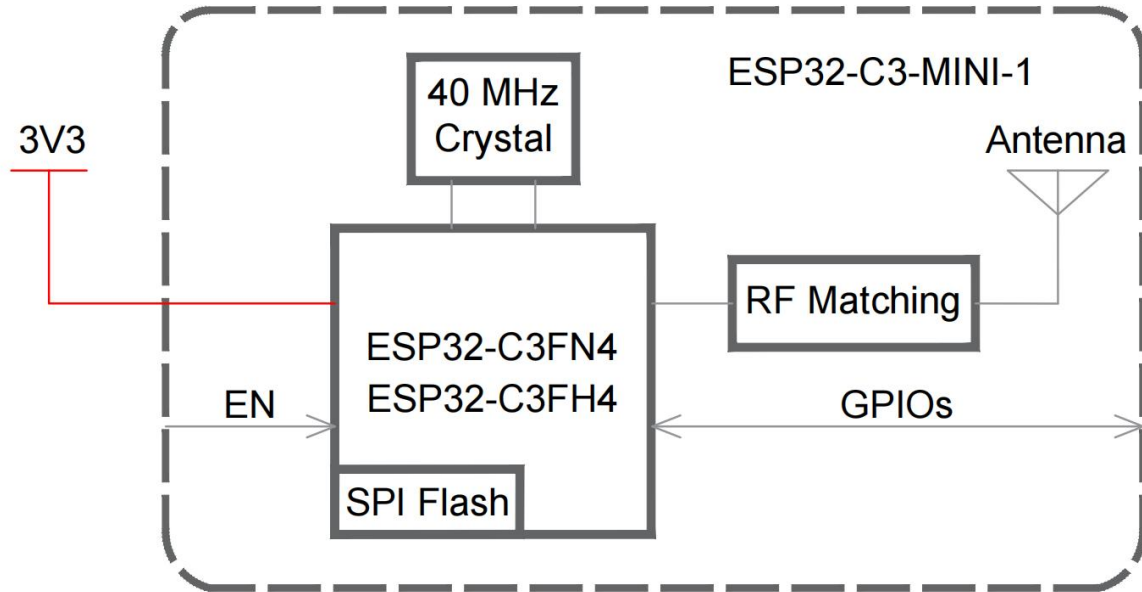 ESP32-C3-MINI-1
40 MHz
Crystal
3V3
Antenna
RF Matching
ESP32-C3FN4
ESP32-C3FH4
EN
GPIOs
SPI Flash